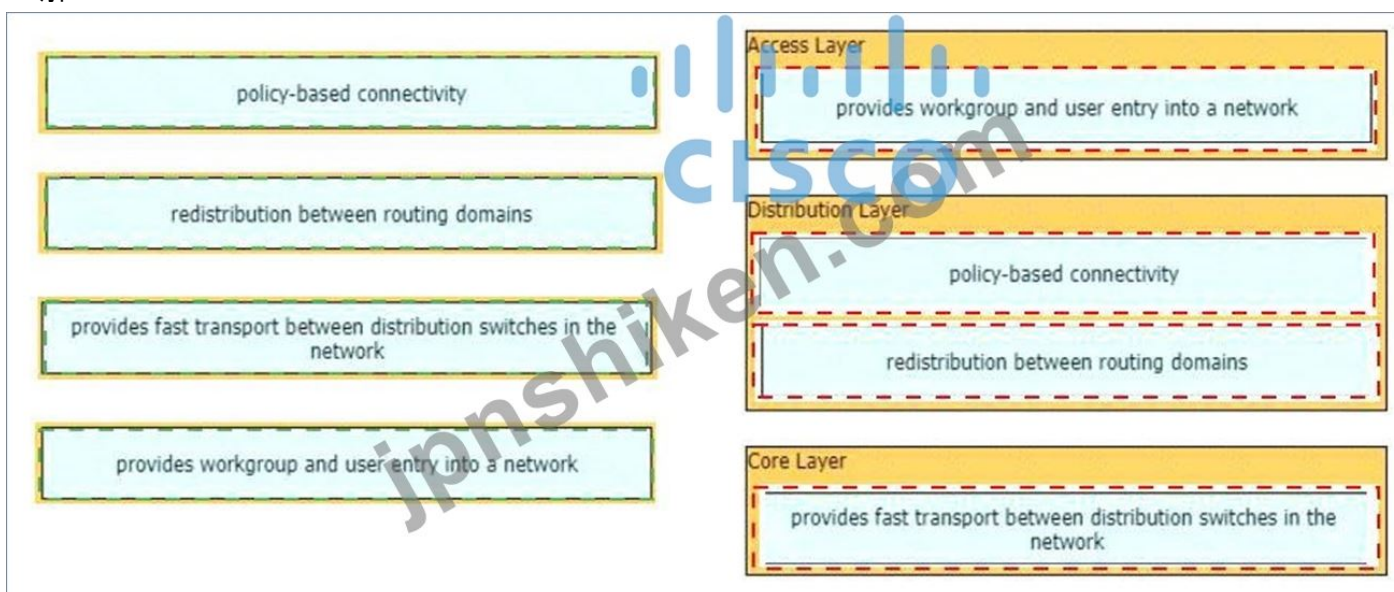 policy-based connectivity
redistribution between routing domains
provides fast transport between distribution switches in the
network
provides workgroup and user entry into a network
Access Layer
provides workgroup and user entry into a network
Distribution Layer
policy-based connectivity
redistribution between routing domains
Core Layer
provides fast transport between distribution switches in the
network
CISCO
jpnshiken.com